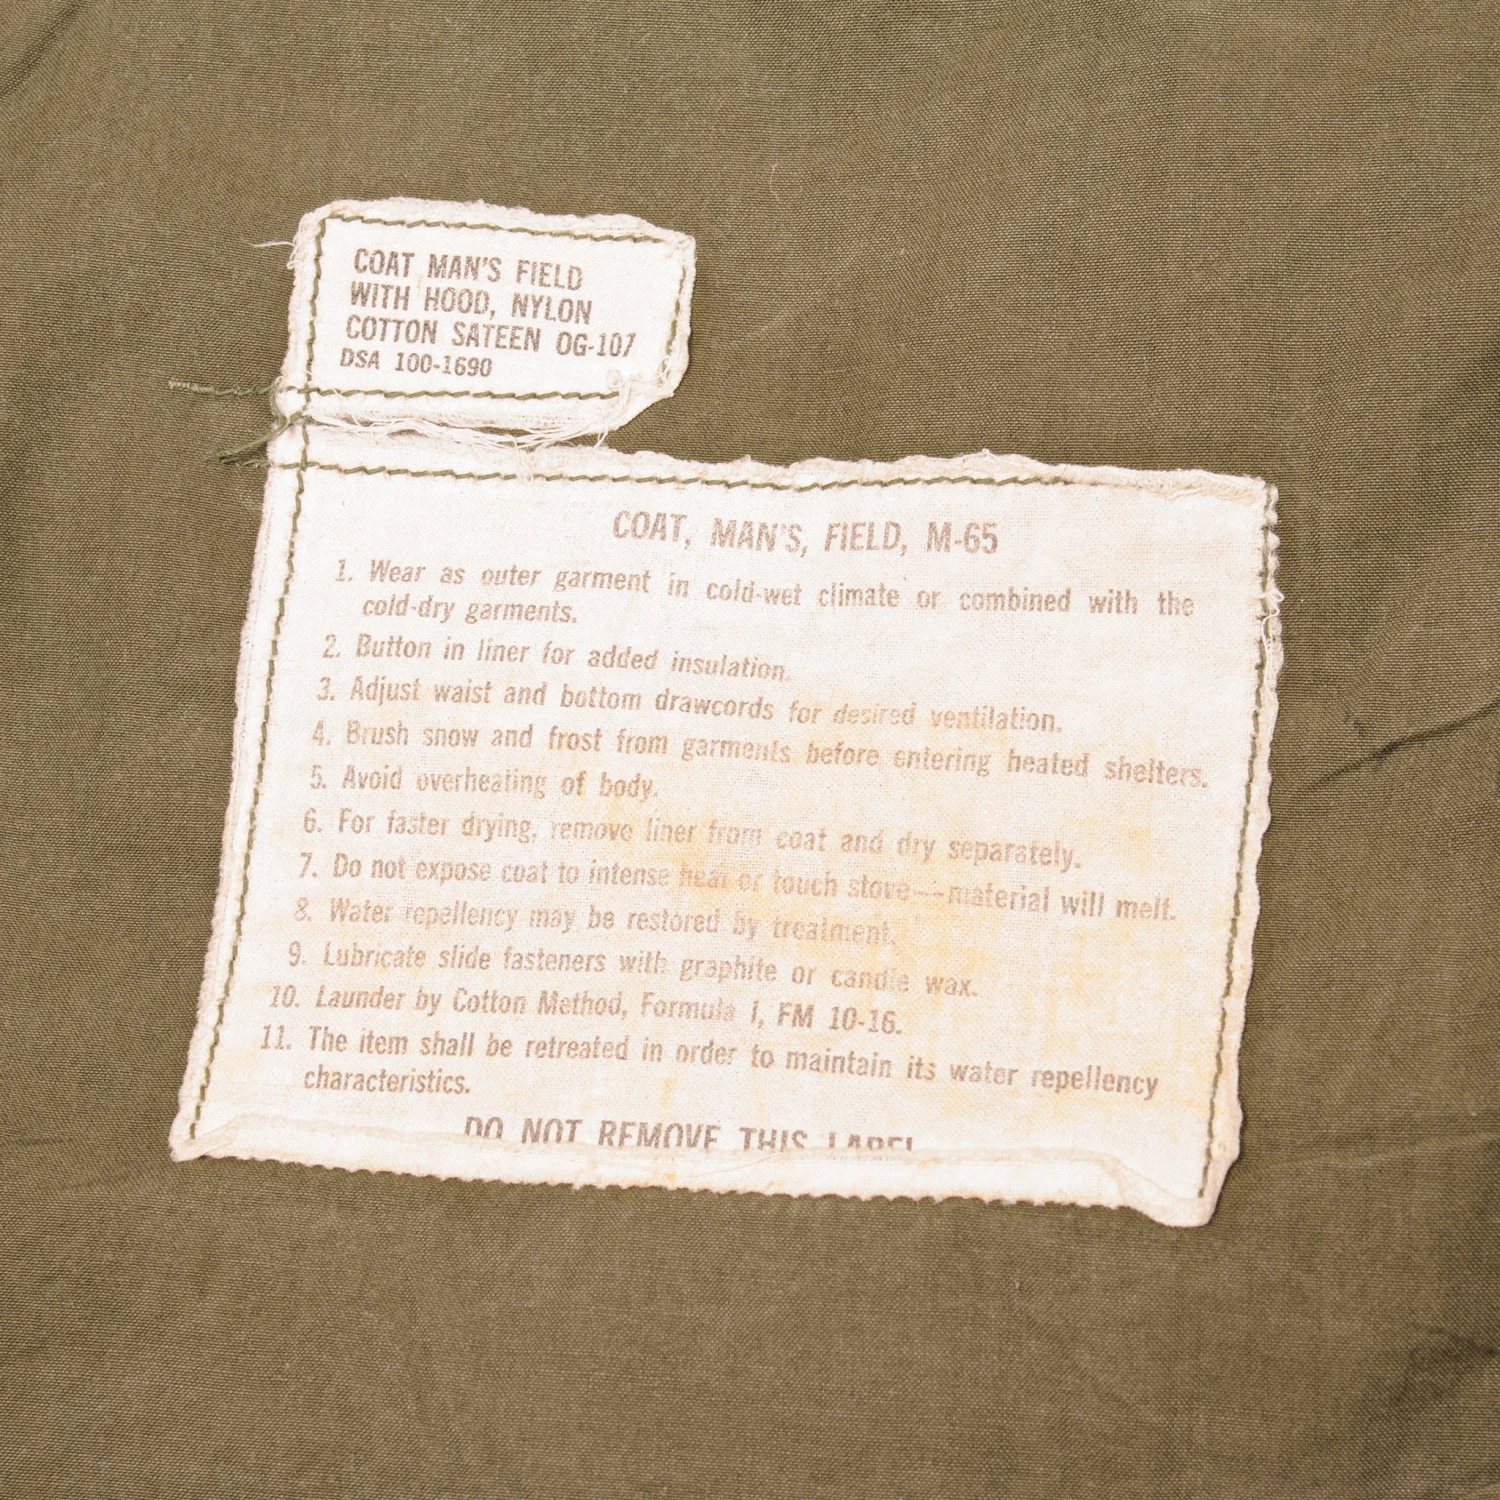 COAT MAN'S FIELD
WITH HOOD, NYLON
COTTON SATEEN OG-107
DSA 100-1690
COAT, MAN'S, FIELD, M-65
1. Wear as outer garment in cold-wet climate or combined with the
cold-dry garments.
2. Button in liner for added insulation.
3. Adjust waist and bottom drawcords for desired ventilation.
4. Brush snow and frost from garments before entering heated shelters.
5. Avoid overheating of body.
6. For faster drying, remove liner from coat and dry separately.
7. Do not expose coat to intense heat or touch stove—material will melt.
8. Water repellency may be restored by treatment.
9. Lubricate slide fasteners with graphite or candle wax.
10. Launder by Cotton Method, Formula I, FM 10-16.
11. The item shall be retreated in order to maintain its water repellency
characteristics.
DO NOT REMOVE THIS LABEL